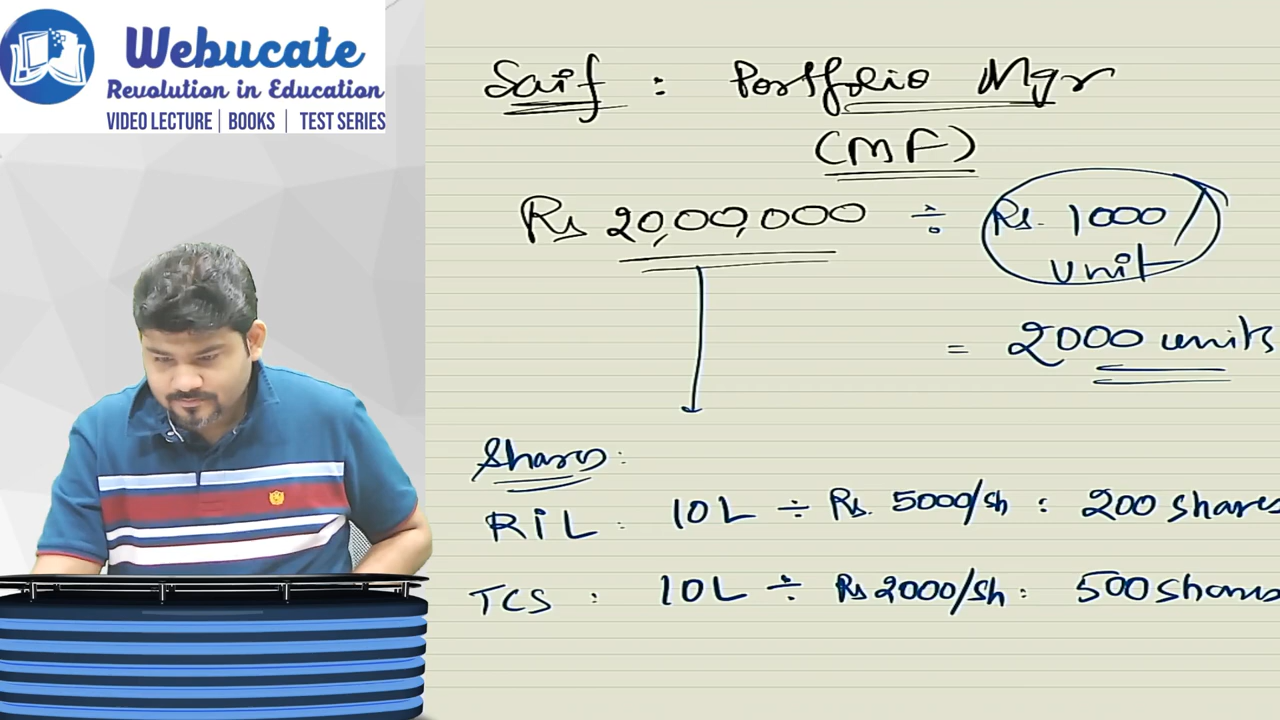 Webucate
Revolution in Education
VIDEO LECTURE | BOOKS | TEST SERIES
Saif : Portfolio Mgr
(MF)
Rs 20,00,000 ÷ Rs. 1000/
unit
= 2000 units
Shares:
RiL : 10L ÷ Rs. 5000/sh : 200 shares
TCS : 10L ÷ Rs 2000/sh : 500 shares